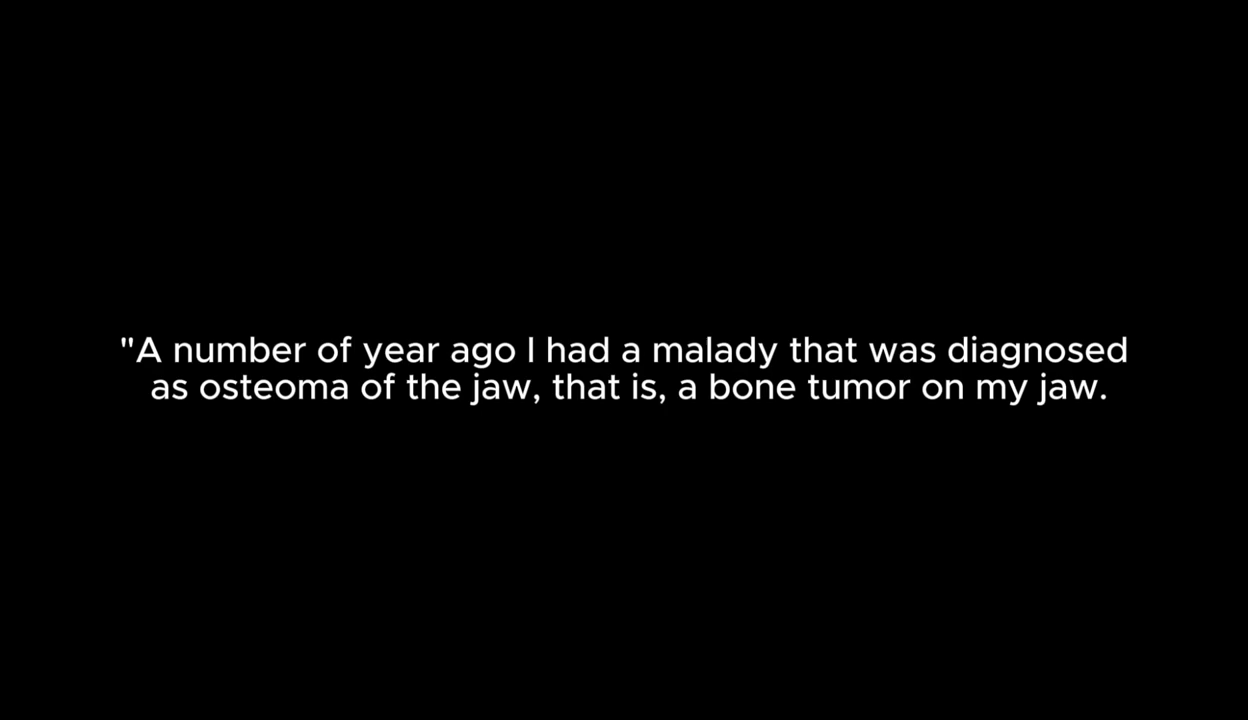 "A number of year ago I had a malady that was diagnosed
as osteoma of the jaw, that is, a bone tumor on my jaw.